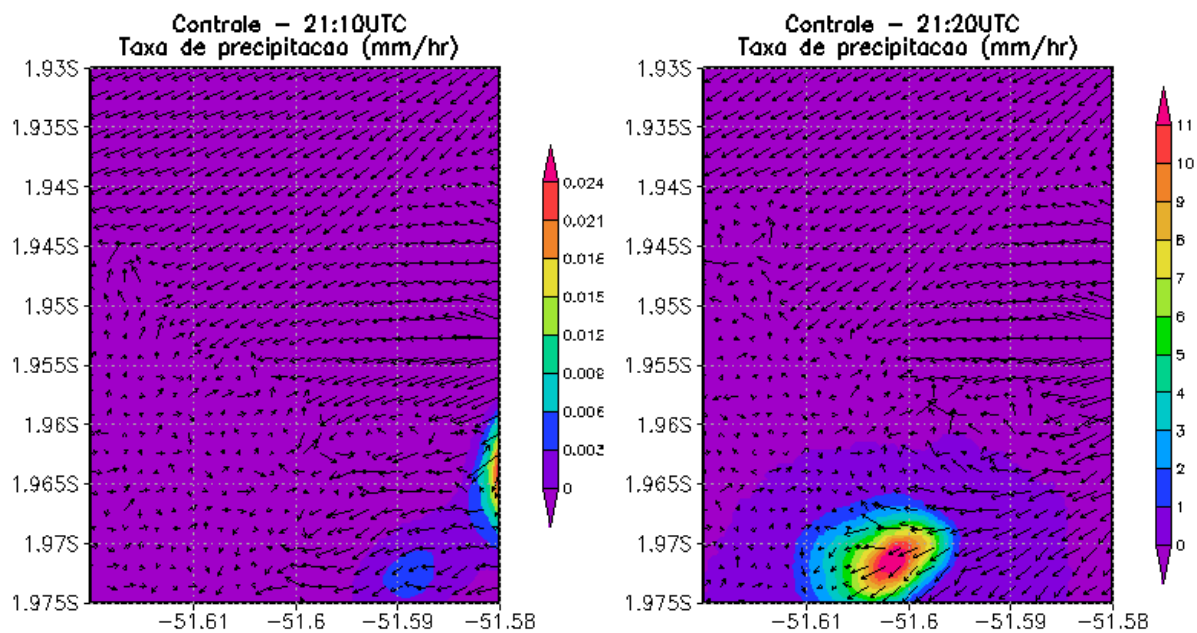 Controle - 21:10UTC
Taxa de precipitacao (mm/hr)
1.93S
1.935S
1.94S
1.945S
1.95S
1.955S
1.96S
1.965S
1.97S
1.975S
-51.61
-51.6
-51.59
-51.58
0.024
0.021
0.018
0.015
0.012
0.009
0.006
0.003
0
Controle - 21:20UTC
Taxa de precipitacao (mm/hr)
1.93S
1.935S
1.94S
1.945S
1.95S
1.955S
1.96S
1.965S
1.97S
1.975S
-51.61
-51.6
-51.59
-51.58
11
10
9
8
7
6
5
4
3
2
1
0